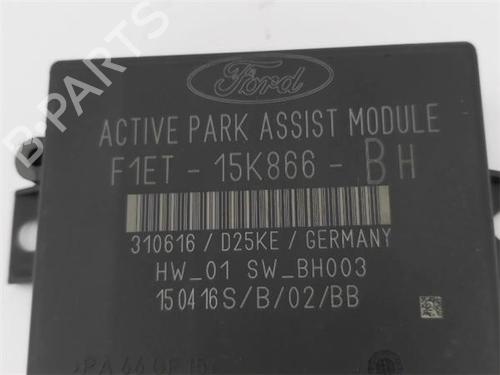 Ford
ACTIVE PARK ASSIST MODULE
F1ET - 15K866 - BH
310616 / D25KE / GERMANY
HW_01 SW_BH003
150416S/B/02/BB
B-PARTS